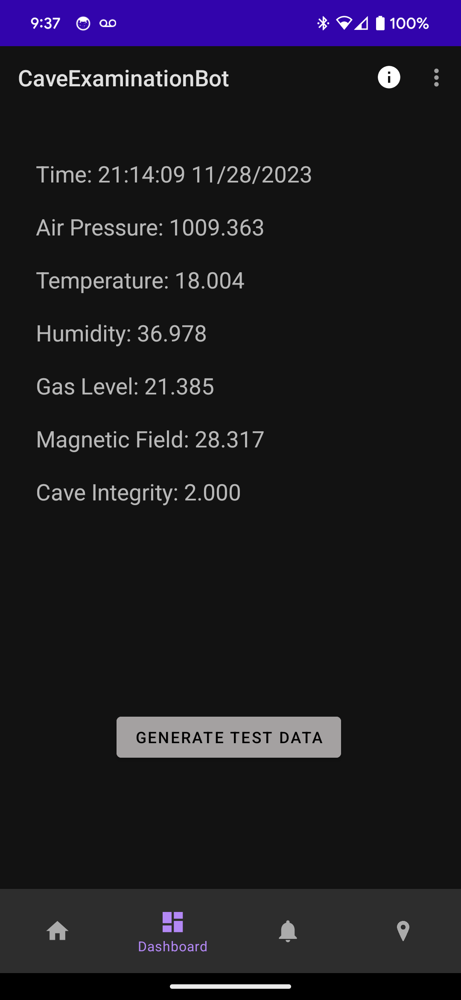 9:37 100%
CaveExaminationBot
Time: 21:14:09 11/28/2023
Air Pressure: 1009.363
Temperature: 18.004
Humidity: 36.978
Gas Level: 21.385
Magnetic Field: 28.317
Cave Integrity: 2.000
GENERATE TEST DATA
Dashboard